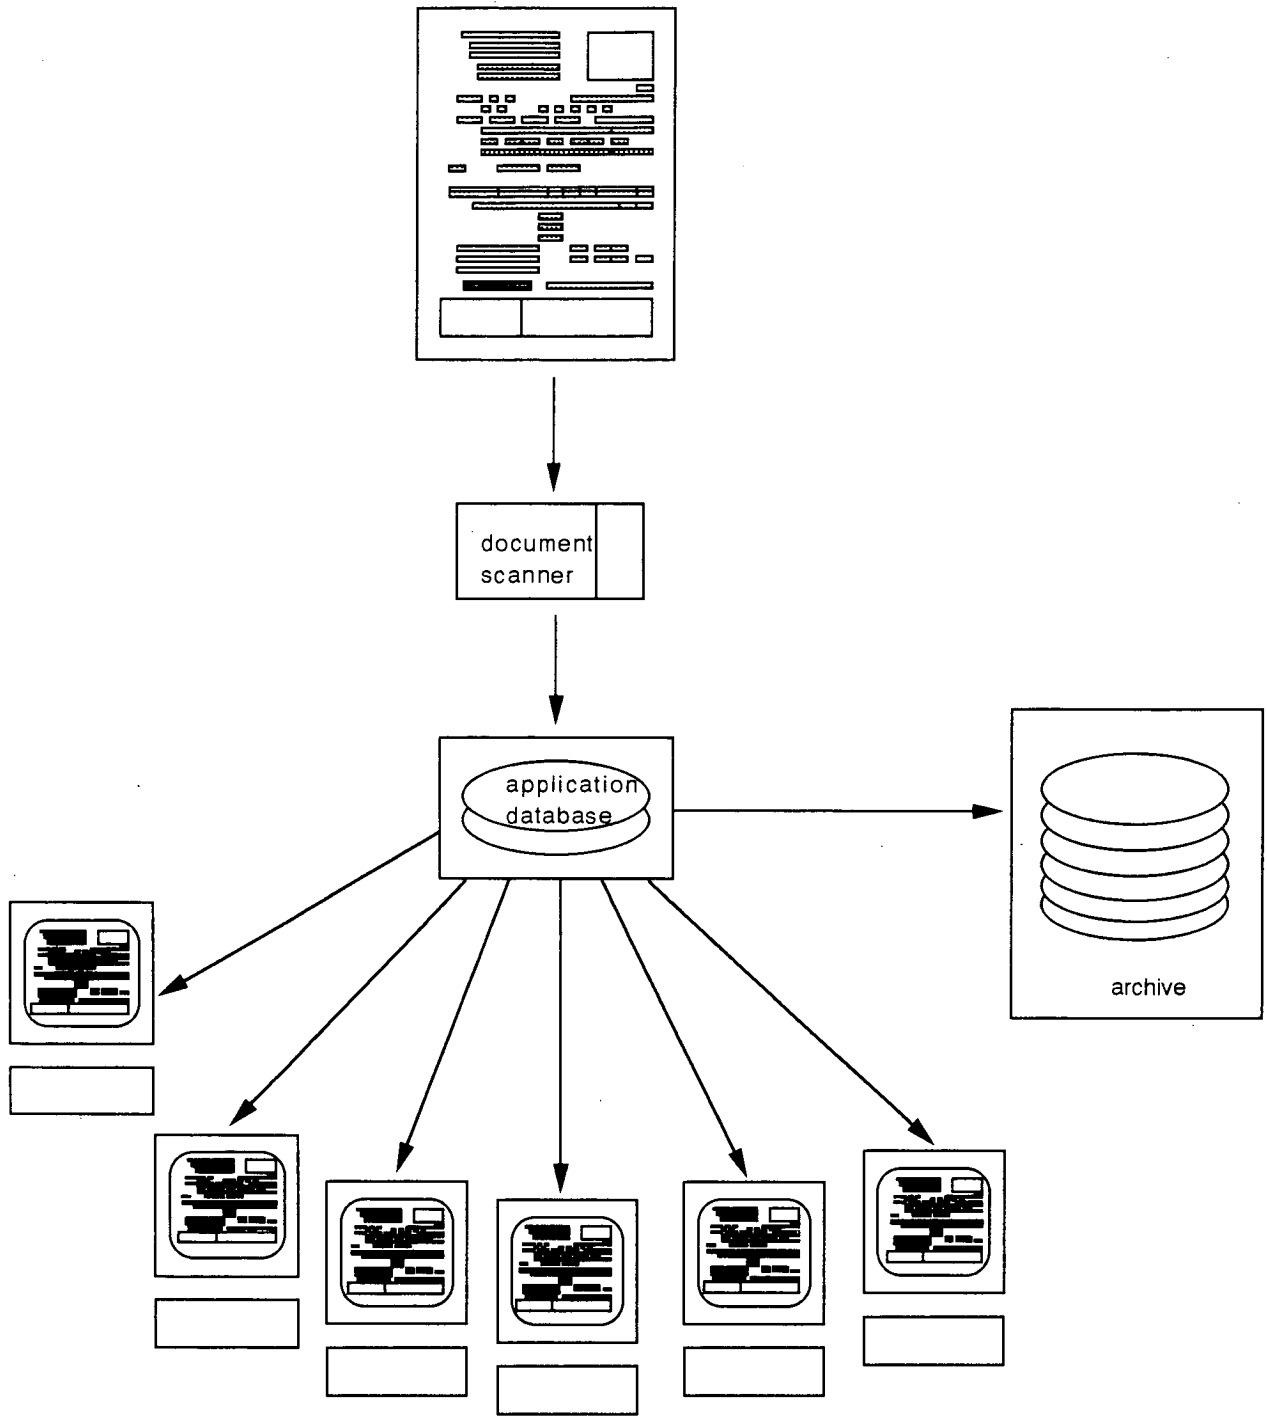 document
scanner
application
database
archive